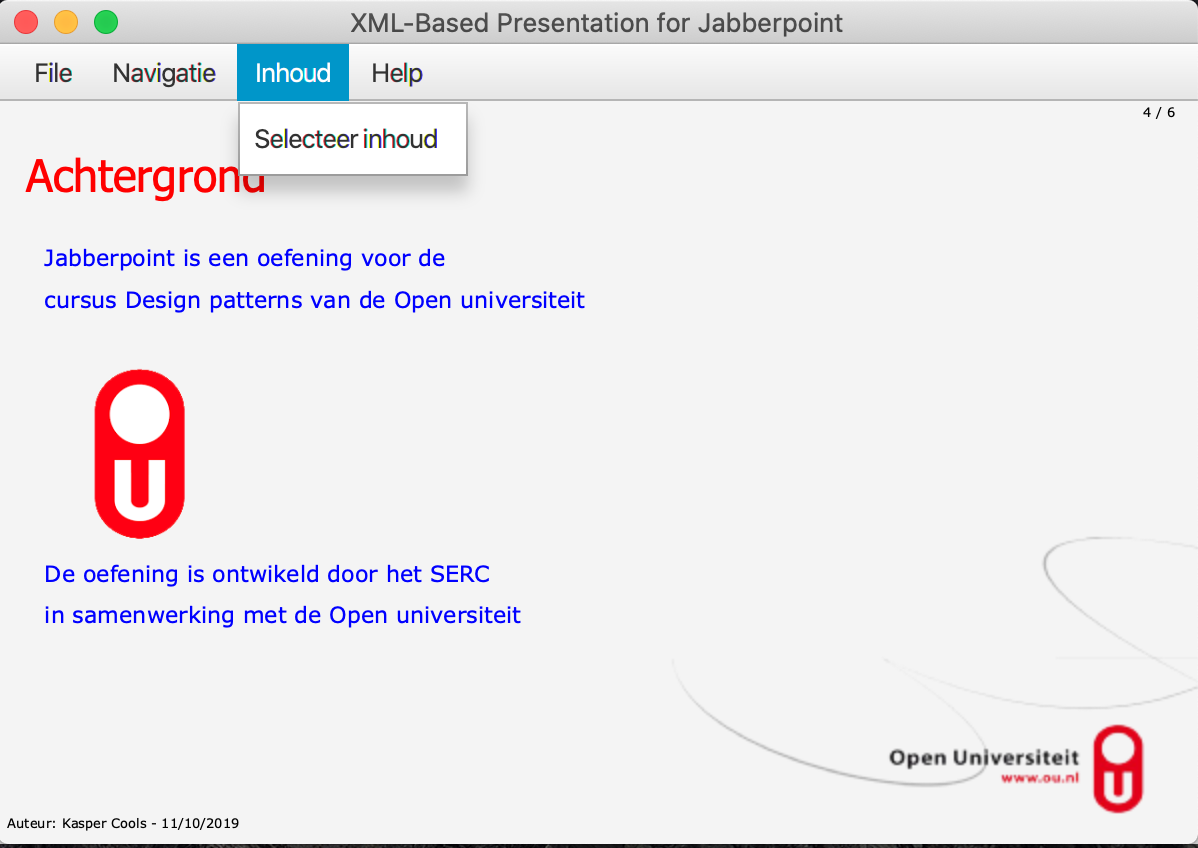 XML-Based Presentation for Jabberpoint
File Navigatie Inhoud Help
Selecteer inhoud
4 / 6
Achtergrond
Jabberpoint is een oefening voor de
cursus Design patterns van de Open universiteit
U
De oefening is ontwikeld door het SERC
in samenwerking met de Open universiteit
Open Universiteit
www.ou.nl
U
Auteur: Kasper Cools - 11/10/2019